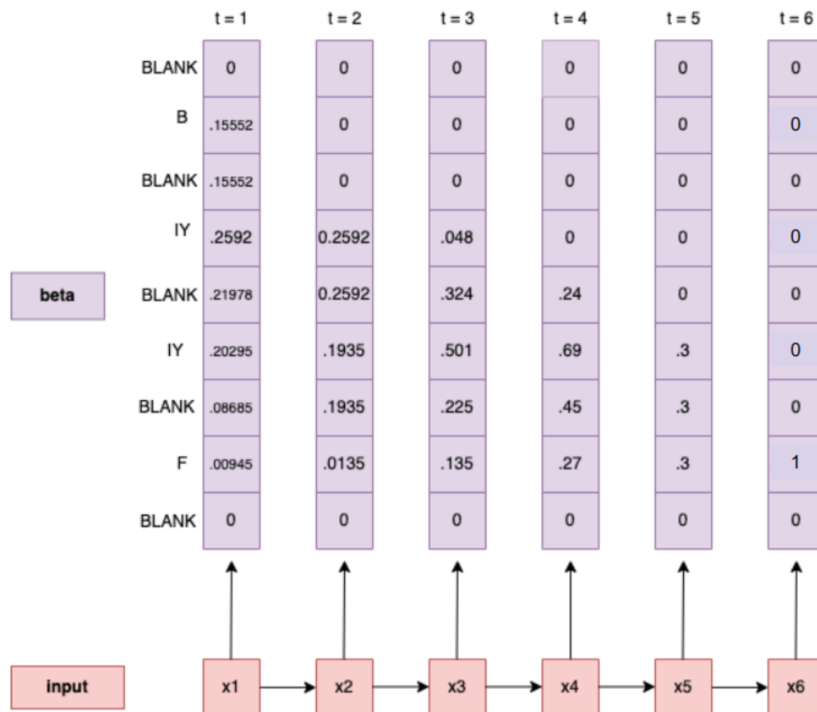 t = 1 t = 2 t = 3 t = 4 t = 5 t = 6
BLANK 0 0 0 0 0 0
B .15552 0 0 0 0 0
BLANK .15552 0 0 0 0 0
IY .2592 0.2592 .048 0 0 0
beta BLANK .21978 0.2592 .324 .24 0 0
IY .20295 .1935 .501 .69 .3 0
BLANK .08685 .1935 .225 .45 .3 0
F .00945 .0135 .135 .27 .3 1
BLANK 0 0 0 0 0 0
input x1 x2 x3 x4 x5 x6